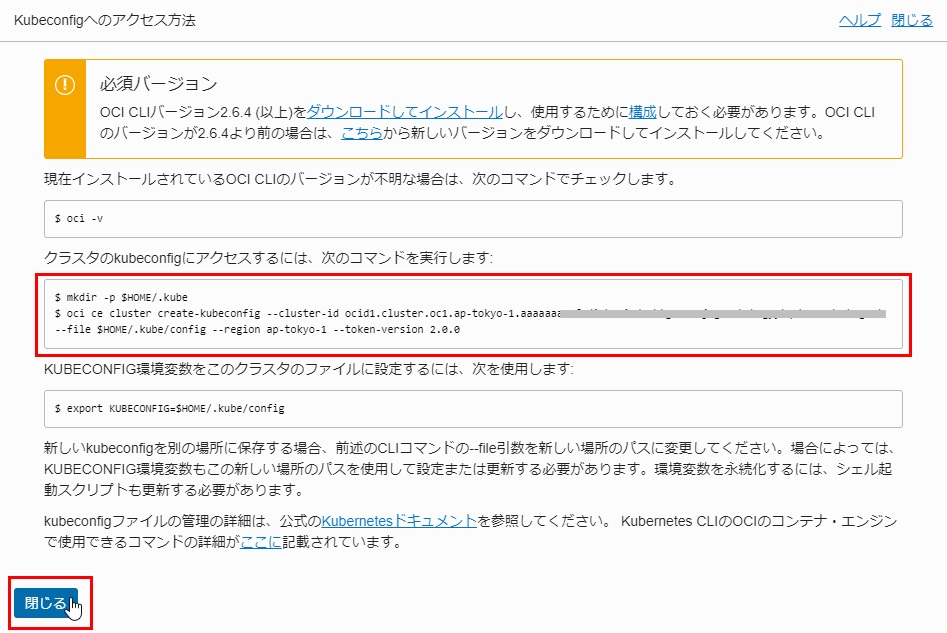 Kubeconfigへのアクセス方法
ヘルプ 閉じる
必須バージョン
OCI CLIバージョン2.6.4 (以上)をダウンロードしてインストールし、使用するために構成しておく必要があります。OCI CLI
のバージョンが2.6.4より前の場合は、こちらから新しいバージョンをダウンロードしてインストールしてください。
現在インストールされているOCI CLIのバージョンが不明な場合は、次のコマンドでチェックします。
$ oci -v
クラスタのkubeconfigにアクセスするには、次のコマンドを実行します:
$ mkdir -p $HOME/.kube
$ oci ce cluster create-kubeconfig --cluster-id ocid1.cluster.oc1.ap-tokyo-1.aaaaaaa
--file $HOME/.kube/config --region ap-tokyo-1 --token-version 2.0.0
KUBECONFIG環境変数をこのクラスタのファイルに設定するには、次を使用します:
$ export KUBECONFIG=$HOME/.kube/config
新しいkubeconfigを別の場所に保存する場合、前述のCLIコマンドの--file引数を新しい場所のパスに変更してください。場合によっては、
KUBECONFIG環境変数もこの新しい場所のパスを使用して設定または更新する必要があります。環境変数を永続化するには、シェル起
動スクリプトも更新する必要があります。
kubeconfigファイルの管理の詳細は、公式のKubernetesドキュメントを参照してください。 Kubernetes CLIのOCIのコンテナ・エンジン
で使用できるコマンドの詳細がここに記載されています。
閉じる